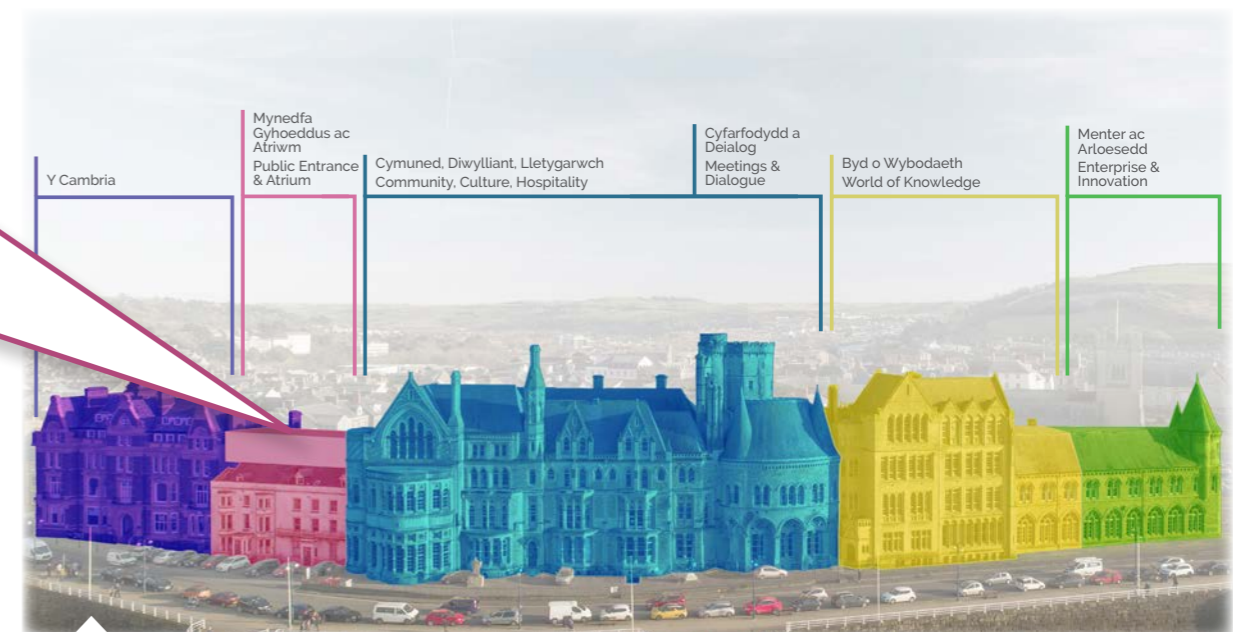 Y Cambria
Mynedfa
Gyhoeddus ac
Atriwm
Public Entrance
& Atrium
Cymuned, Diwylliant, Lletygarwch
Community, Culture, Hospitality
Cyfarfodydd a
Deialog
Meetings &
Dialogue
Byd o Wybodaeth
World of Knowledge
Menter ac
Arloesedd
Enterprise &
Innovation